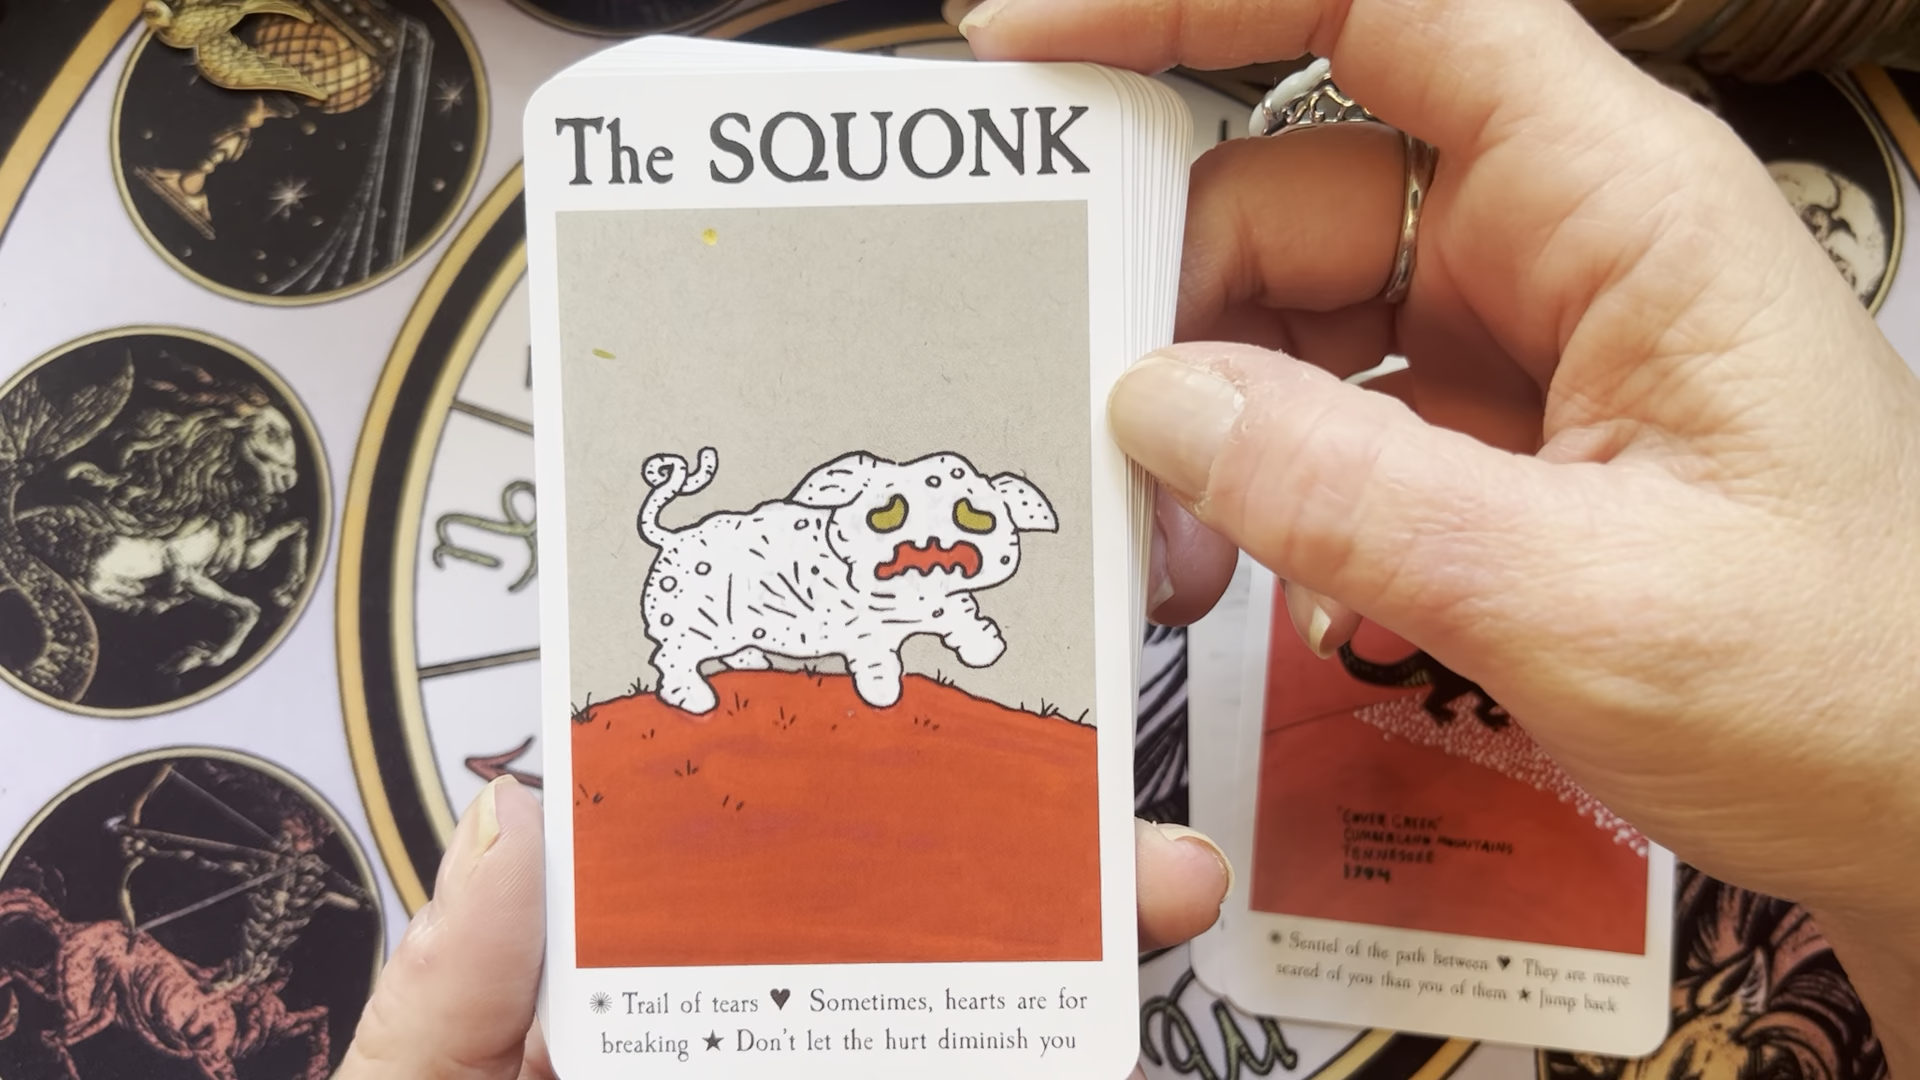 The SQUONK
Trail of tears ♥ Sometimes, hearts are for
breaking ★ Don't let the hurt diminish you
"COVER CREEK"
CUMBERLAND MOUNTAINS
TENNESSEE
1794
Sentiel of the path between ♥ They are more
scared of you than you of them ★ Jump back